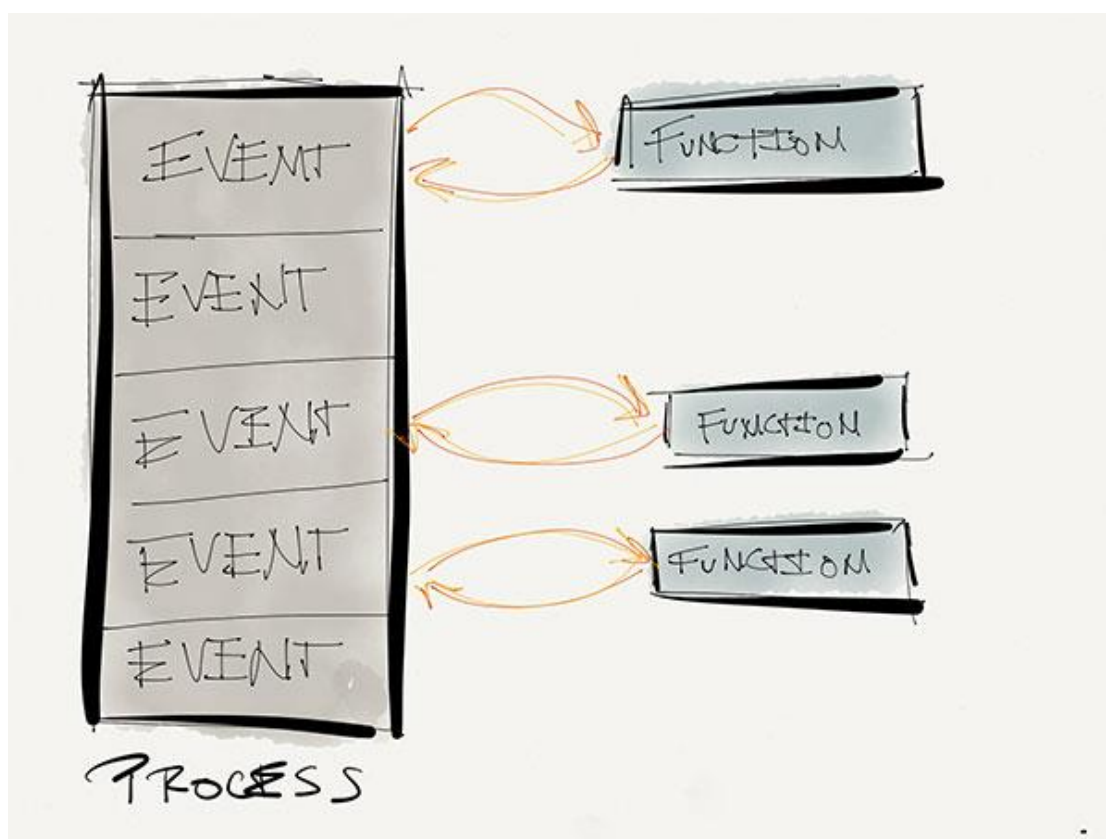 EVENT
FUNCTION
EVENT
EVENT
FUNCTION
EVENT
FUNCTION
EVENT
PROCESS